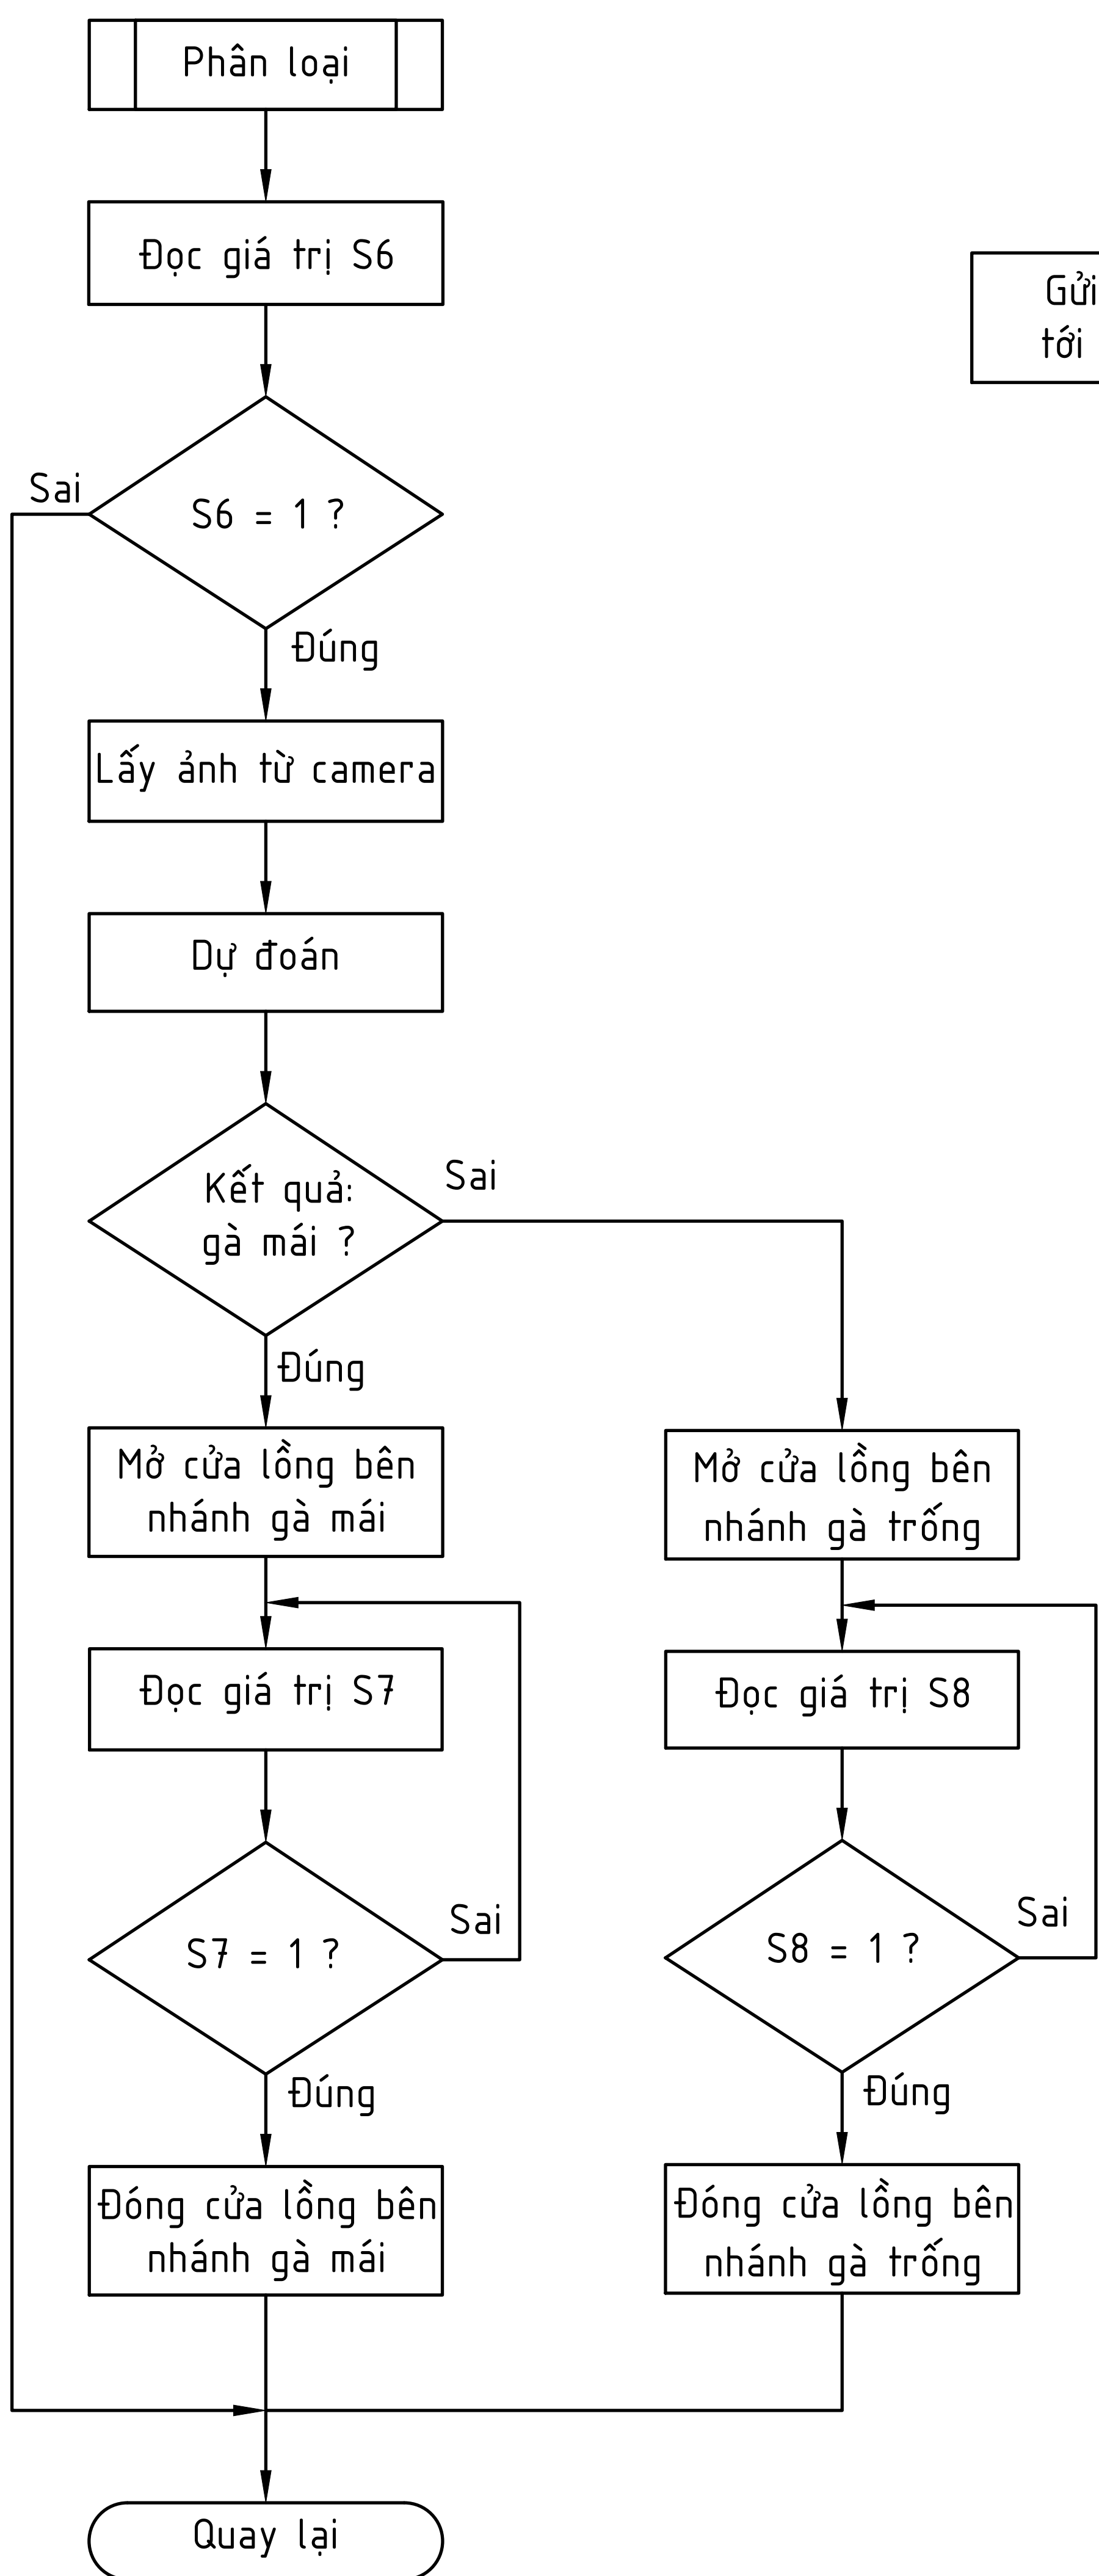 Phân loại
Đọc giá trị S6
Gửi
tới
Sai
S6 = 1 ?
Đúng
Lấy ảnh từ camera
Dự đoán
Kết quả:
gà mái ?
Sai
Đúng
Mở cửa lồng bên
nhánh gà mái
Mở cửa lồng bên
nhánh gà trống
Đọc giá trị S7
Đọc giá trị S8
S7 = 1 ?
Sai
S8 = 1 ?
Sai
Đúng
Đúng
Đóng cửa lồng bên
nhánh gà mái
Đóng cửa lồng bên
nhánh gà trống
Quay lại